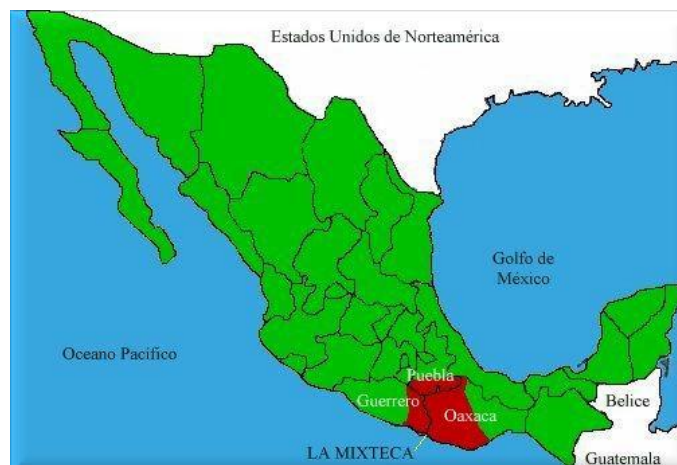 Estados Unidos de Norteamérica
Golfo de
México
Oceano Pacifico
Puebla
Guerrero
Oaxaca
Belice
LA MIXTECA
Guatemala